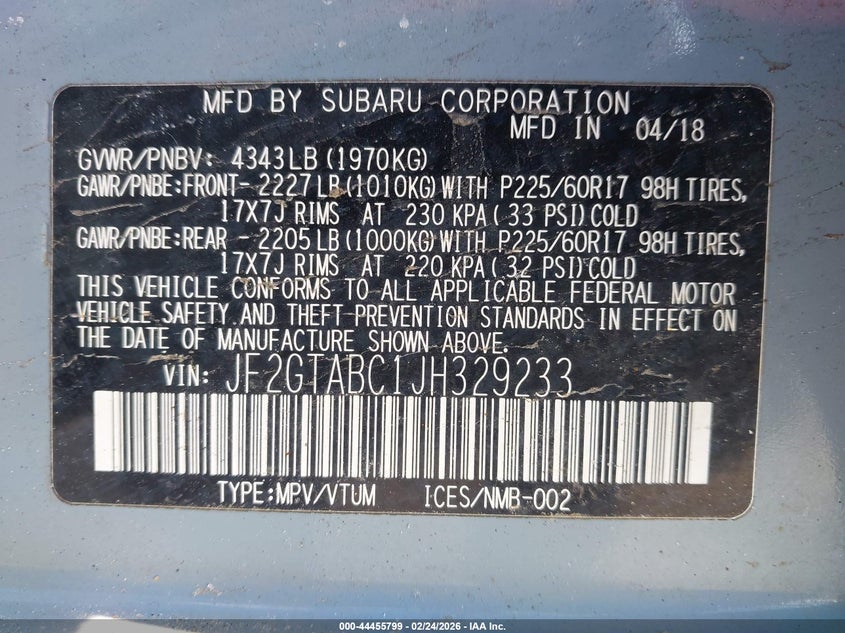 MFD BY SUBARU CORPORATION
MFD IN 04/18
GVWR/PNBV: 4343LB (1970KG)
GAWR/PNBE:FRONT- 2227LB (1010KG)WITH P225/60R17 98H TIRES,
17X7J RIMS AT 230 KPA( 33 PSI)COLD
GAWR/PNBE:REAR - 2205LB (1000KG)WITH P225/60R17 98H TIRES,
17X7J RIMS AT 220 KPA( 32 PSI)COLD
THIS VEHICLE CONFORMS TO ALL APPLICABLE FEDERAL MOTOR
VEHICLE SAFETY AND THEFT PREVENTION STANDARDS IN EFFECT ON
THE DATE OF MANUFACTURE SHOWN ABOVE.
VIN: JF2GTABC1JH329233
TYPE:MPV/VTUM ICES/NMB-002
000-44455799 - 02/24/2026 - IAA Inc.